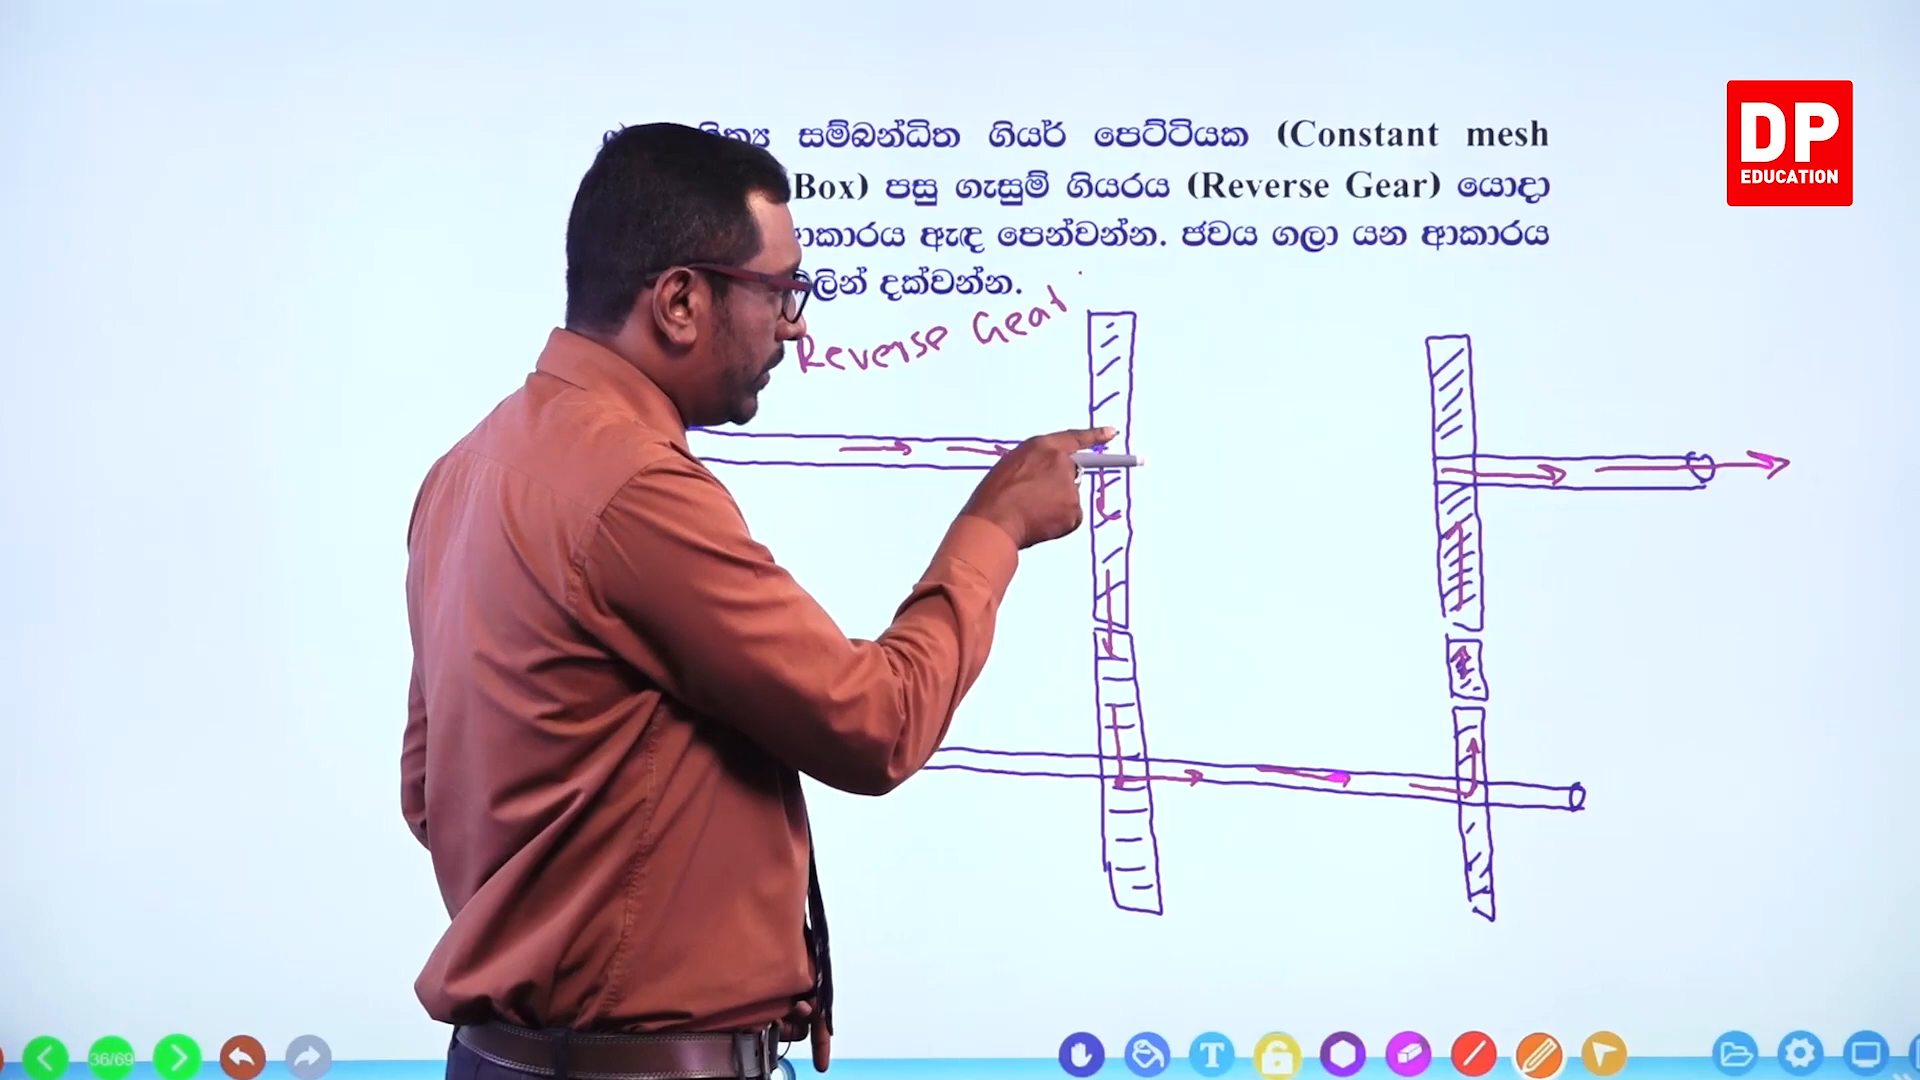 සම්බන්ධිත ගියර් පෙට්ටියක (Constant mesh
Box) පසු ගැසුම් ගියරය (Reverse Gear) යොදා
ආකාරය ඇඳ පෙන්වන්න. ජවය ගලා යන ආකාරය
දක්වන්න.
Reverse Gear
DP
EDUCATION
36/69
T